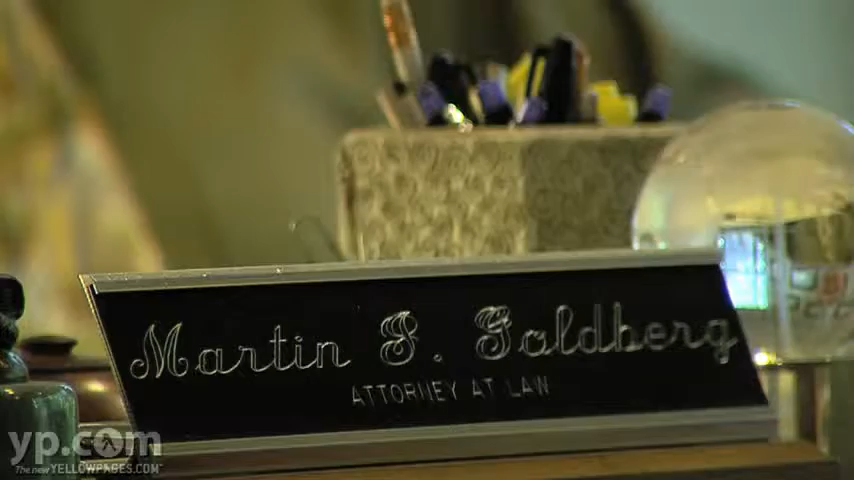 Martin P. Goldberg
ATTORNEY AT LAW
yp.com
The new YELLOWPAGES.COM